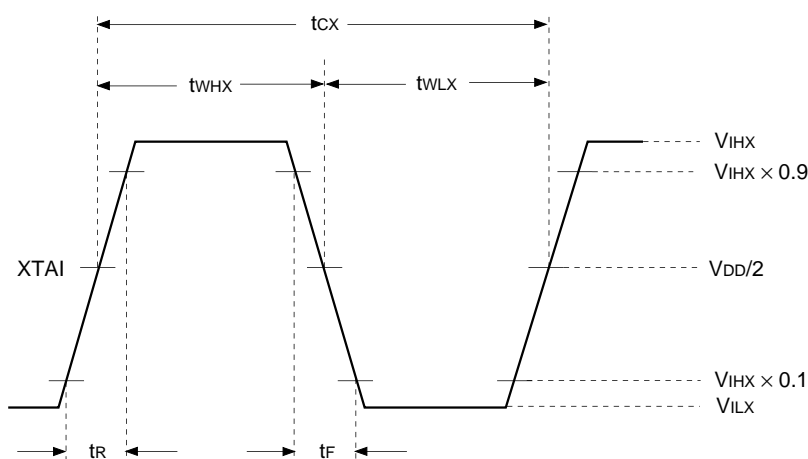 tCX
tWHX
tWLX
VIHX
VIHX × 0.9
XTAI
VDD/2
VIHX × 0.1
VILX
tR
tF